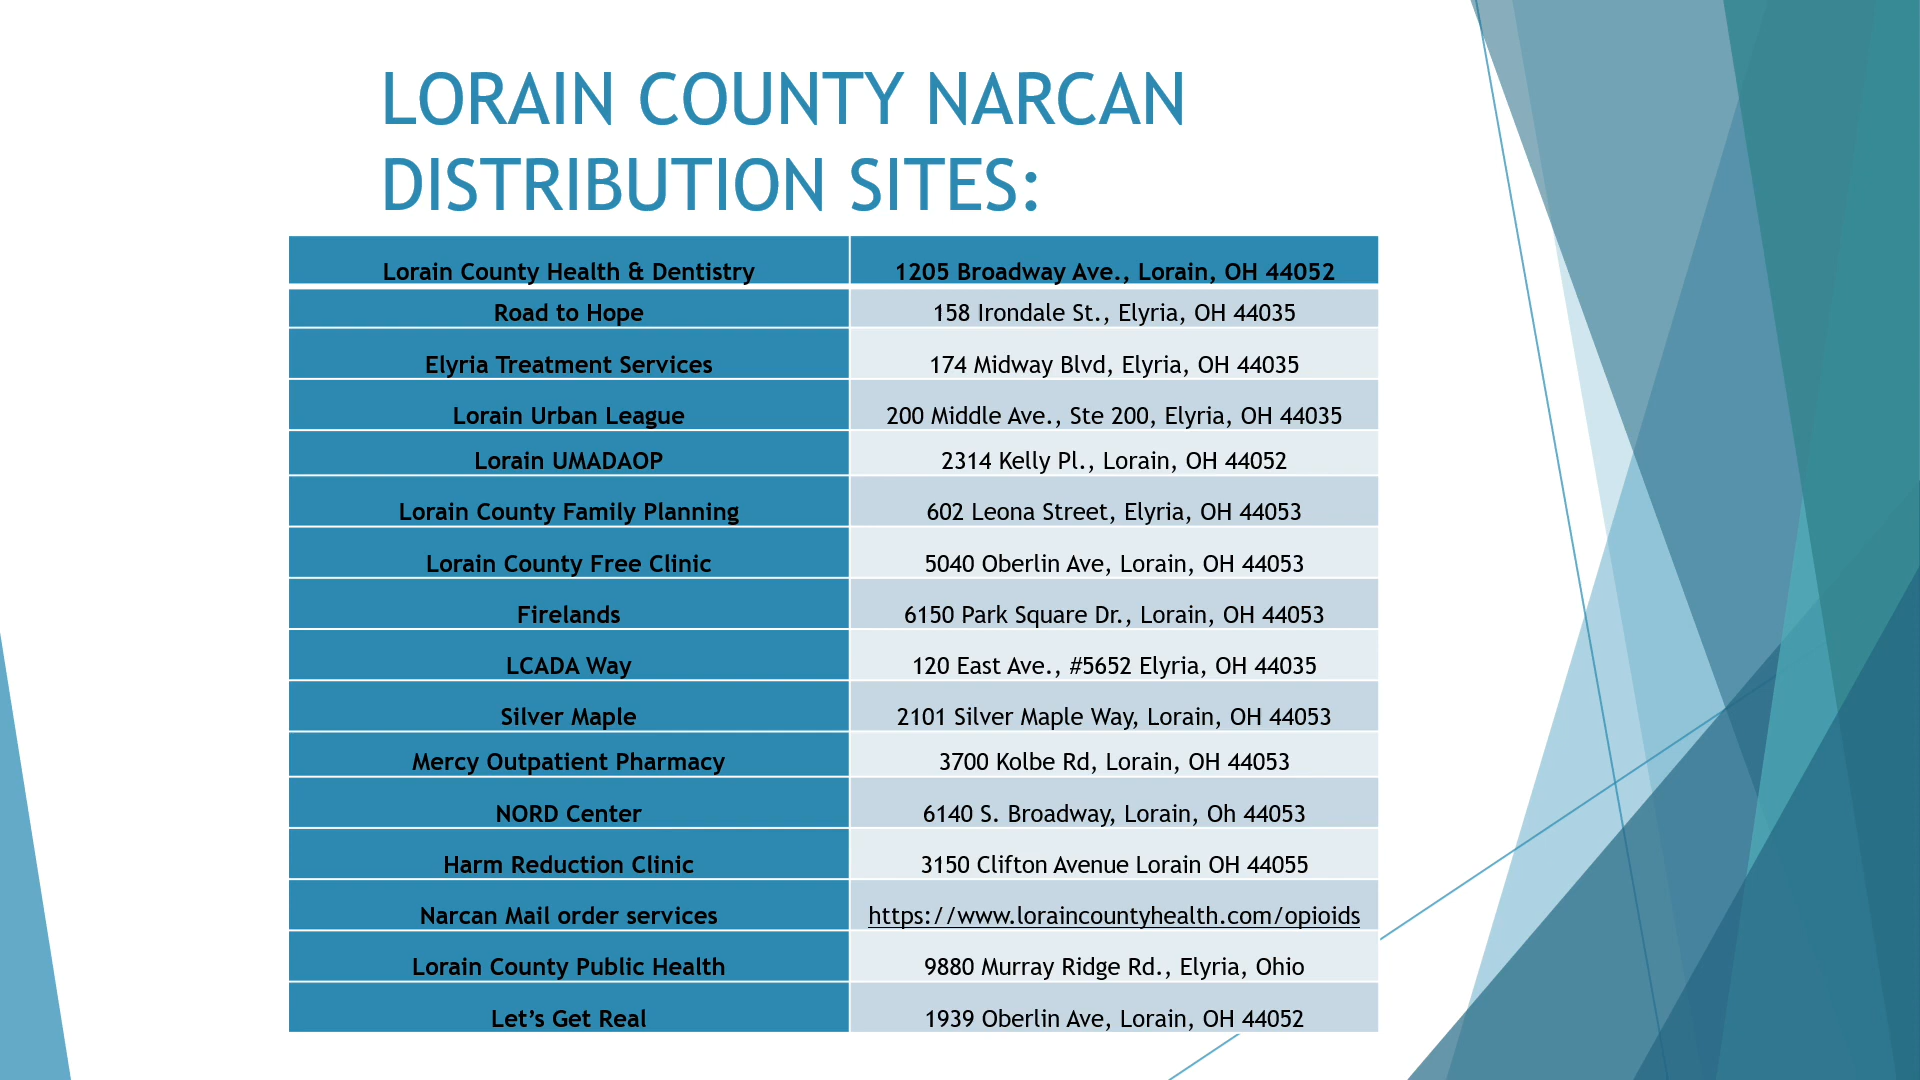 LORAIN COUNTY NARCAN
DISTRIBUTION SITES:
Lorain County Health & Dentistry 1205 Broadway Ave., Lorain, OH 44052
Road to Hope 158 Irondale St., Elyria, OH 44035
Elyria Treatment Services 174 Midway Blvd, Elyria, OH 44035
Lorain Urban League 200 Middle Ave., Ste 200, Elyria, OH 44035
Lorain UMADAOP 2314 Kelly Pl., Lorain, OH 44052
Lorain County Family Planning 602 Leona Street, Elyria, OH 44053
Lorain County Free Clinic 5040 Oberlin Ave, Lorain, OH 44053
Firelands 6150 Park Square Dr., Lorain, OH 44053
LCADA Way 120 East Ave., #5652 Elyria, OH 44035
Silver Maple 2101 Silver Maple Way, Lorain, OH 44053
Mercy Outpatient Pharmacy 3700 Kolbe Rd, Lorain, OH 44053
NORD Center 6140 S. Broadway, Lorain, Oh 44053
Harm Reduction Clinic 3150 Clifton Avenue Lorain OH 44055
Narcan Mail order services https://www.loraincountyhealth.com/opioids
Lorain County Public Health 9880 Murray Ridge Rd., Elyria, Ohio
Let’s Get Real 1939 Oberlin Ave, Lorain, OH 44052